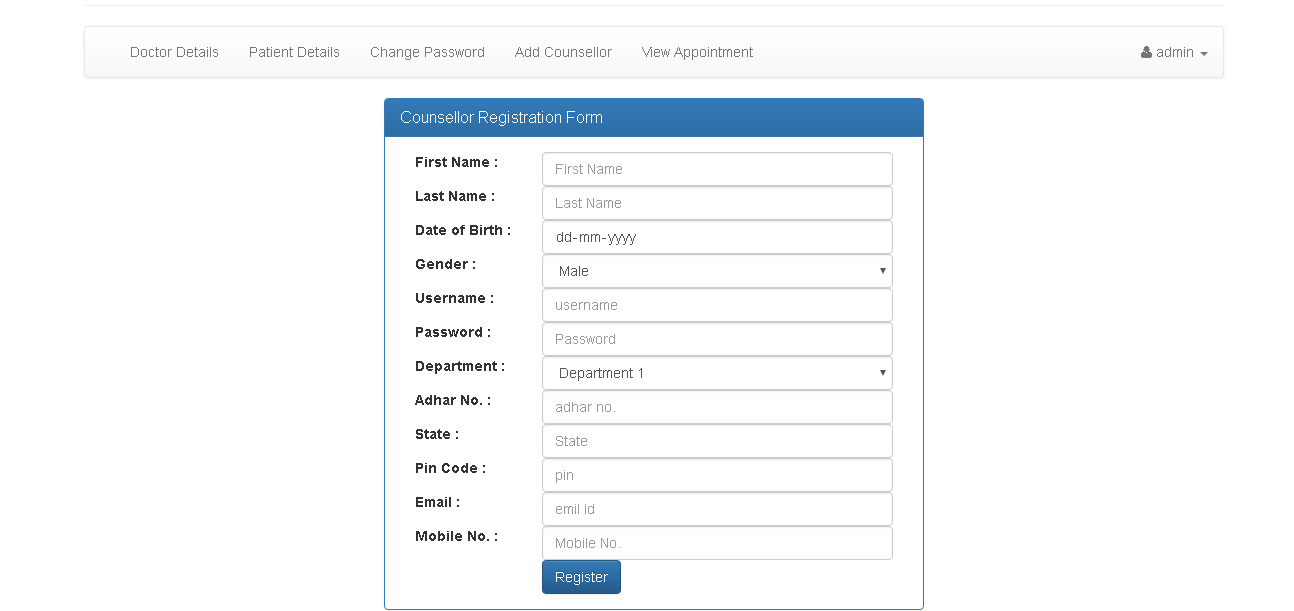 Doctor Details Patient Details Change Password Add Counsellor View Appointment admin
Counsellor Registration Form
First Name : First Name
Last Name : Last Name
Date of Birth : dd-mm-yyyy
Gender : Male
Username : username
Password : Password
Department : Department 1
Adhar No. : adhar no.
State : State
Pin Code : pin
Email : emil id
Mobile No. : Mobile No.
Register